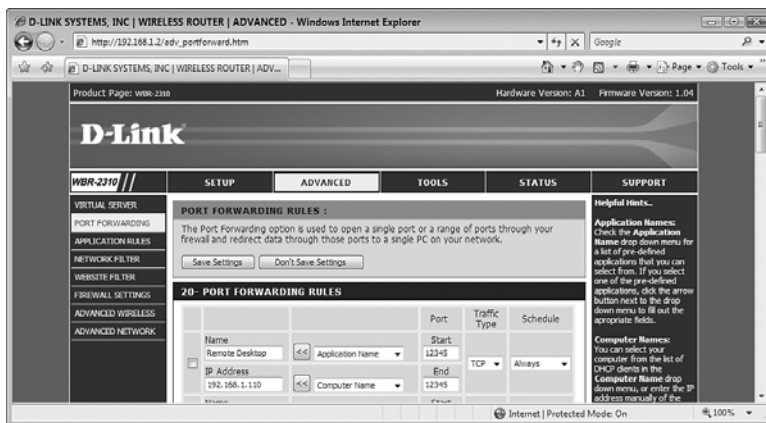 D-LINK SYSTEMS, INC | WIRELESS ROUTER | ADVANCED - Windows Internet Explorer
http://192.168.1.2/adv_portforward.htm
Google
D-LINK SYSTEMS, INC | WIRELESS ROUTER | ADV...
Page
Tools
Product Page: WBR-2310
Hardware Version: A1
Firmware Version: 1.04
D-Link
WBR-2310
SETUP
ADVANCED
TOOLS
STATUS
SUPPORT
VIRTUAL SERVER
PORT FORWARDING
APPLICATION RULES
NETWORK FILTER
WEBSITE FILTER
FIREWALL SETTINGS
ADVANCED WIRELESS
ADVANCED NETWORK
PORT FORWARDING RULES :
The Port Forwarding option is used to open a single port or a range of ports through your
firewall and redirect data through those ports to a single PC on your network.
Save Settings
Don't Save Settings
20- PORT FORWARDING RULES
Port
Traffic
Type
Schedule
Name
Remote Desktop
<<
Application Name
Start
12345
TCP
Always
IP Address
192.168.1.110
<<
Computer Name
End
12345
Name
Start
Helpful Hints..
Application Names:
Check the Application
Name drop down menu for
a list of pre-defined
applications that you can
select from. If you select
one of the pre-defined
applications, click the arrow
button next to the drop
down menu to fill out the
apropriate fields.
Computer Names:
You can select your
computer from the list of
DHCP clients in the
Computer Name drop
down menu, or enter the IP
address manually of the
Internet | Protected Mode: On
100%